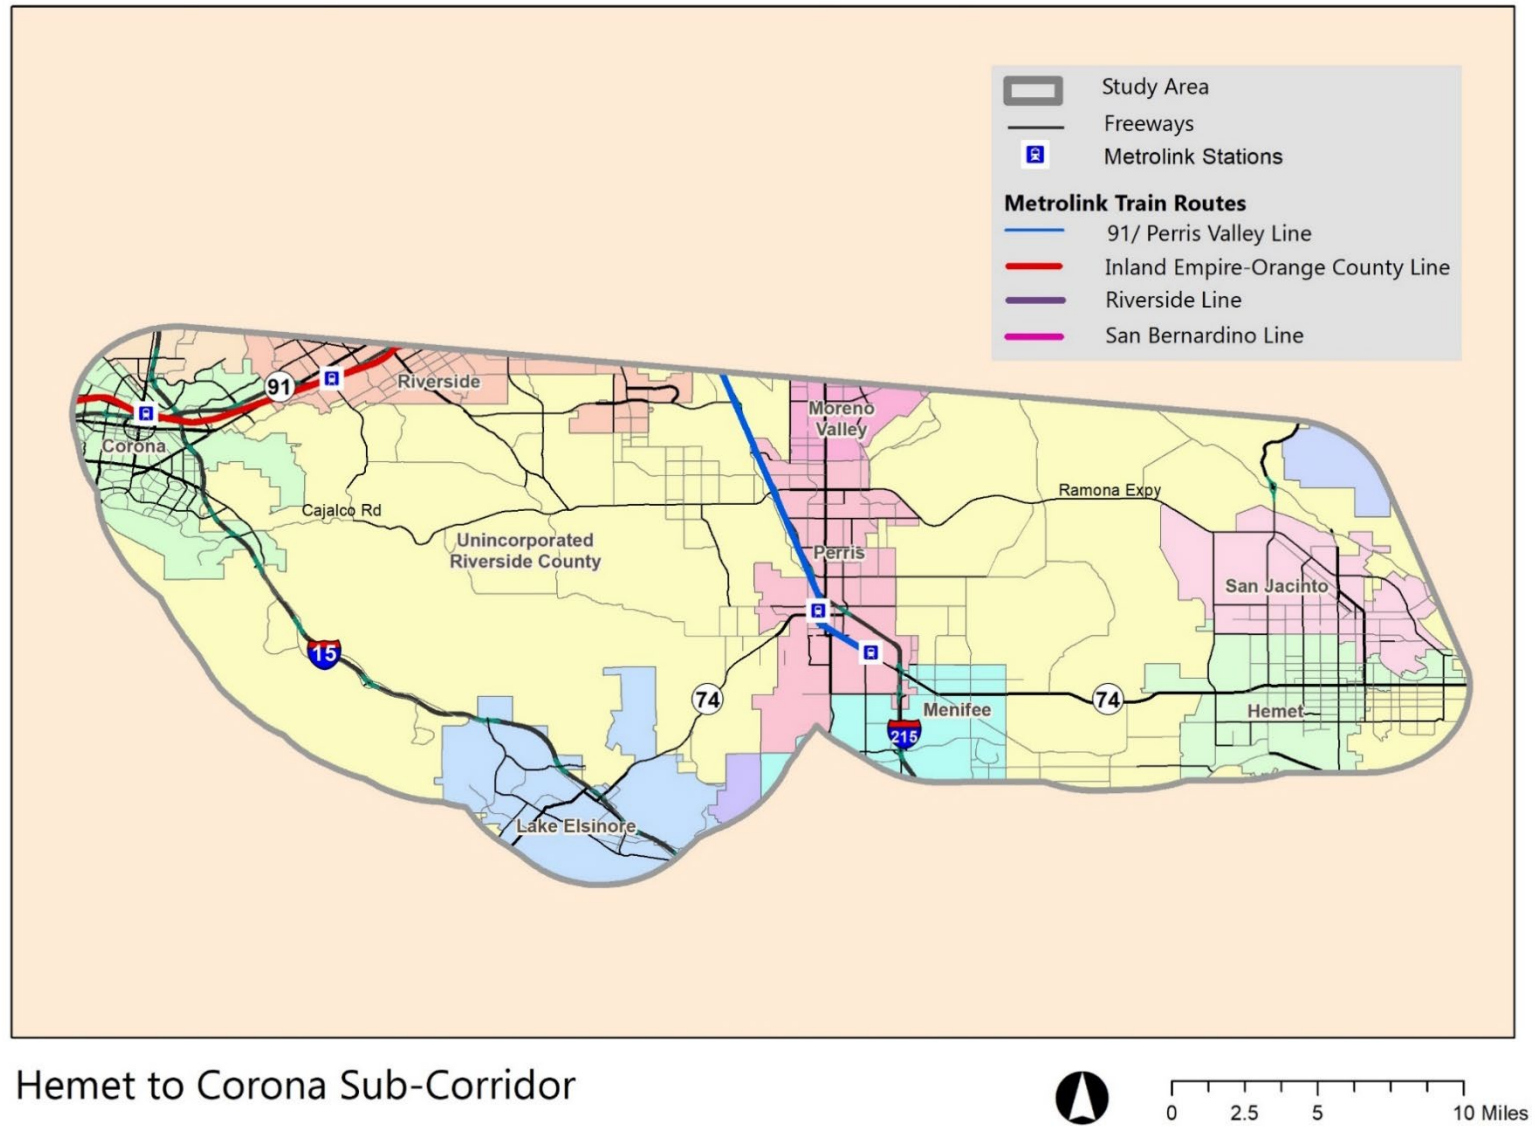 Study Area
Freeways
Metrolink Stations
Metrolink Train Routes
91/ Perris Valley Line
Inland Empire-Orange County Line
Riverside Line
San Bernardino Line
91
Riverside
Moreno
Valley
Corona
Ramona Expy
Cajalco Rd
Unincorporated
Riverside County
Perris
San Jacinto
15
74
74
Menifee
Hemet
215
Lake Elsinore
Hemet to Corona Sub-Corridor
0 2.5 5 10 Miles